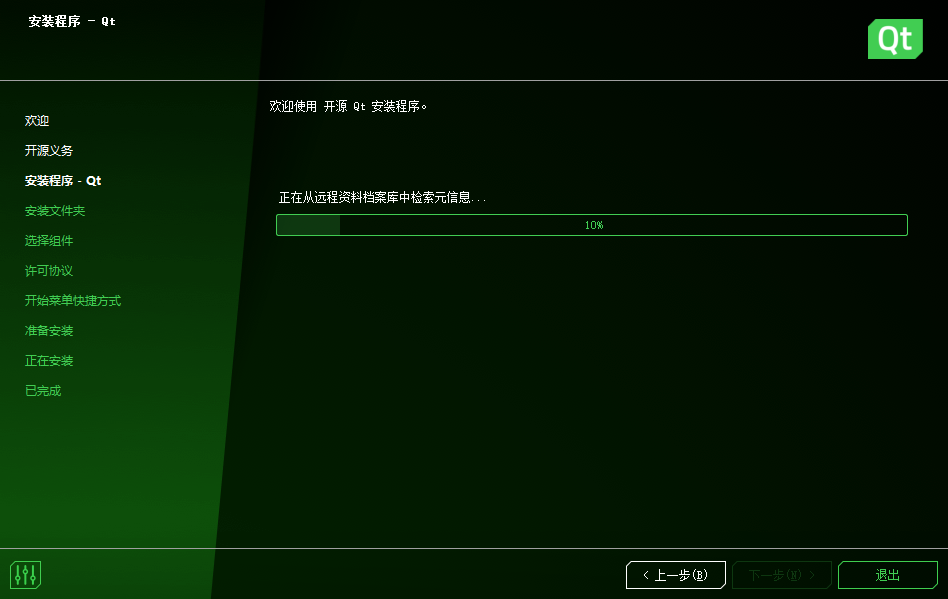 安装程序 - Qt
Qt
欢迎
开源义务
安装程序 - Qt
安装文件夹
选择组件
许可协议
开始菜单快捷方式
准备安装
正在安装
已完成
欢迎使用 开源 Qt 安装程序。
正在从远程资料档案库中检索元信息...
10%
< 上一步(B)
下一步(N) >
退出